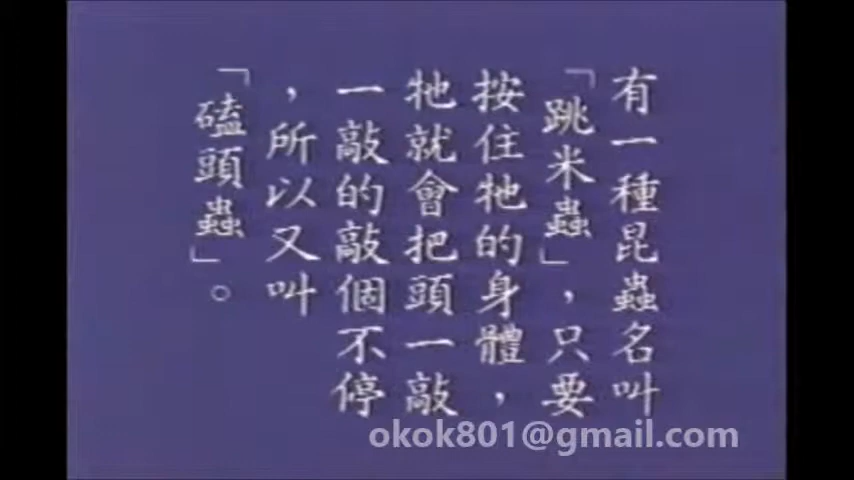 有一種昆蟲名叫
「跳米蟲」，只要
按住牠的身體，
牠就會把頭一敲
一敲的敲個不停
，所以又叫
「磕頭蟲」。
okok801@gmail.com